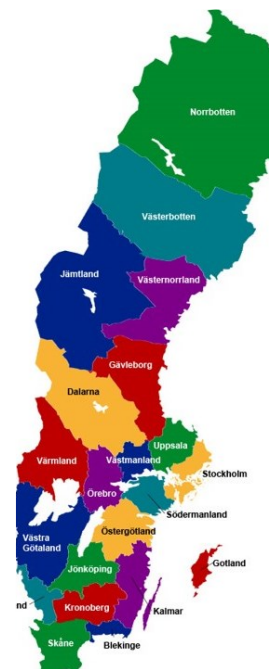 Norrbotten
Västerbotten
Jämtland
Västernorrland
Gävleborg
Dalarna
Uppsala
Värmland
Västmanland
Stockholm
Örebro
Södermanland
Västra
Götaland
Östergötland
Jönköping
Gotland
nd
Kronoberg
Kalmar
Skåne
Blekinge